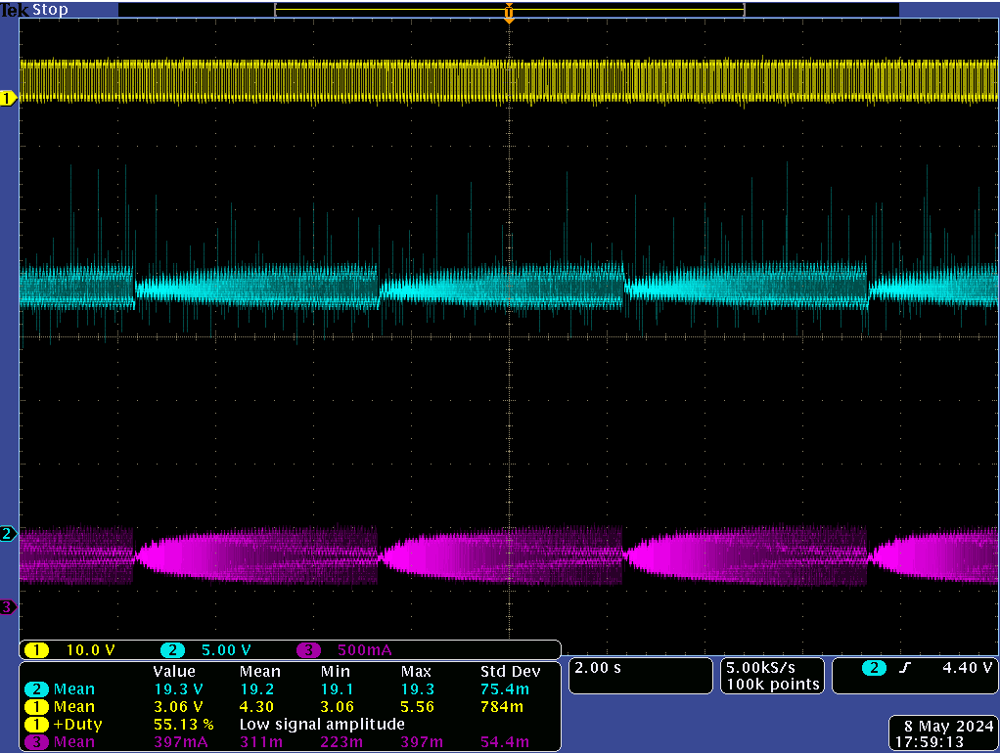 Tek Stop
T
1
2
3
1 10.0 V 2 5.00 V 3 500mA
Value Mean Min Max Std Dev
2 Mean 19.3 V 19.2 19.1 19.3 75.4m
1 Mean 3.06 V 4.30 3.06 5.56 784m
1 +Duty 55.13 % Low signal amplitude
3 Mean 397mA 311m 223m 397m 54.4m
2.00 s
5.00kS/s
100k points
2 4.40 V
8 May 2024
17:59:13